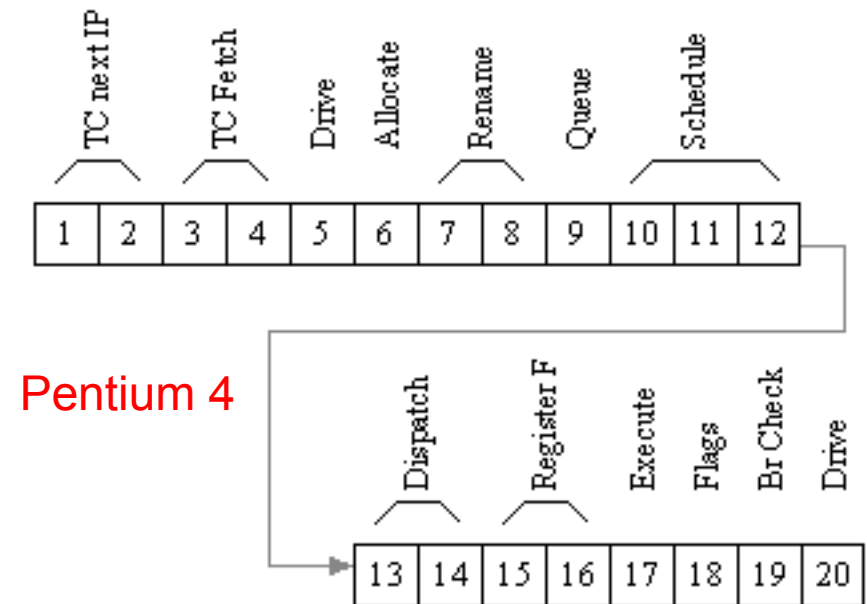 TC next IP TC Fetch Drive Allocate Rename Queue Schedule
1 2 3 4 5 6 7 8 9 10 11 12
Pentium 4
Dispatch Register F Execute Flags Br Check Drive
13 14 15 16 17 18 19 20